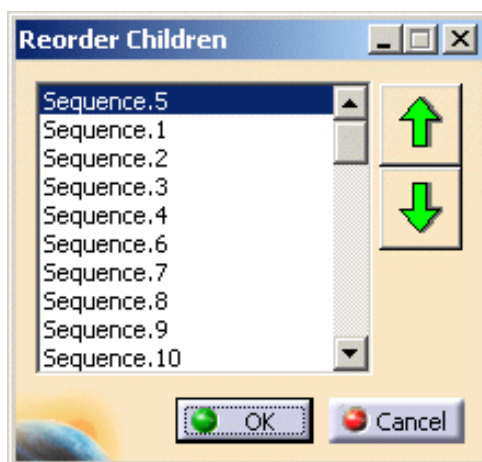 Reorder Children
Sequence.5
Sequence.1
Sequence.2
Sequence.3
Sequence.4
Sequence.6
Sequence.7
Sequence.8
Sequence.9
Sequence.10
OK
Cancel